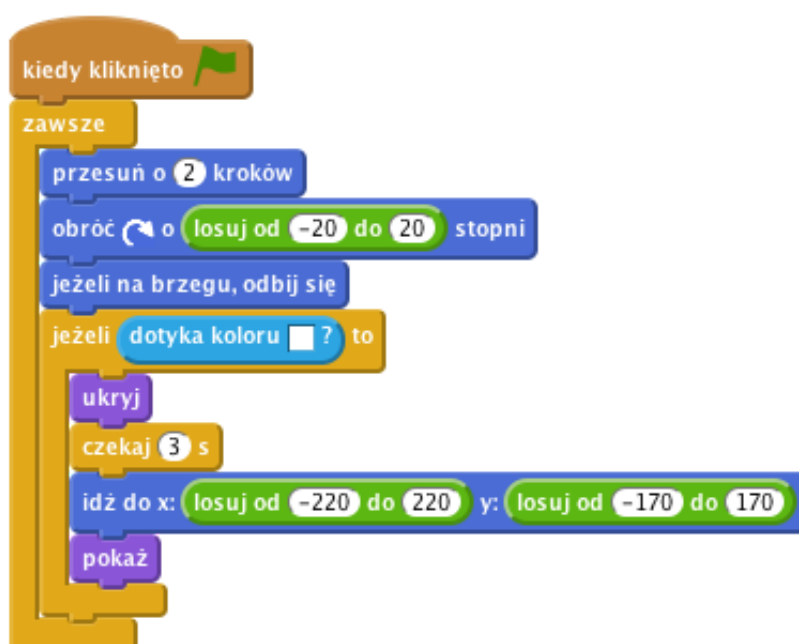 kiedy kliknięto
zawsze
przesuń o 2 kroków
obróć o losuj od -20 do 20 stopni
jeżeli na brzegu, odbij się
jeżeli dotyka koloru ? to
ukryj
czekaj 3 s
idź do x: losuj od -220 do 220 y: losuj od -170 do 170
pokaż